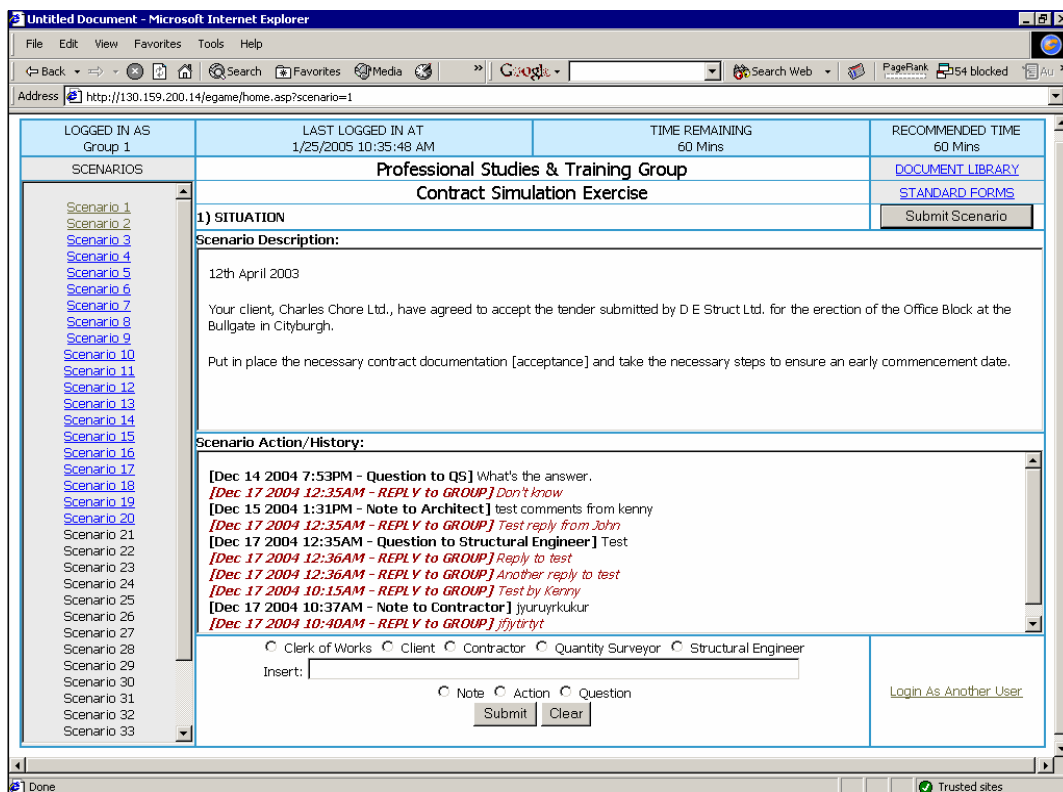 Untitled Document - Microsoft Internet Explorer
File Edit View Favorites Tools Help
Back Search Favorites Media » Google Search Web PageRank 54 blocked Au
Address http://130.159.200.14/egame/home.asp?scenario=1
LOGGED IN AS LAST LOGGED IN AT TIME REMAINING RECOMMENDED TIME
Group 1 1/25/2005 10:35:48 AM 60 Mins 60 Mins
SCENARIOS Professional Studies & Training Group DOCUMENT LIBRARY
Contract Simulation Exercise STANDARD FORMS
1) SITUATION Submit Scenario
Scenario 1
Scenario 2
Scenario 3
Scenario 4
Scenario 5
Scenario 6
Scenario 7
Scenario 8
Scenario 9
Scenario 10
Scenario 11
Scenario 12
Scenario 13
Scenario 14
Scenario 15
Scenario 16
Scenario 17
Scenario 18
Scenario 19
Scenario 20
Scenario 21
Scenario 22
Scenario 23
Scenario 24
Scenario 25
Scenario 26
Scenario 27
Scenario 28
Scenario 29
Scenario 30
Scenario 31
Scenario 32
Scenario 33
Scenario Description:
12th April 2003
Your client, Charles Chore Ltd., have agreed to accept the tender submitted by D E Struct Ltd. for the erection of the Office Block at the
Bullgate in Cityburgh.
Put in place the necessary contract documentation [acceptance] and take the necessary steps to ensure an early commencement date.
Scenario Action/History:
[Dec 14 2004 7:53PM - Question to QS] What's the answer.
[Dec 17 2004 12:35AM - REPLY to GROUP] Don't know
[Dec 15 2004 1:31PM - Note to Architect] test comments from kenny
[Dec 17 2004 12:35AM - REPLY to GROUP] Test reply from John
[Dec 17 2004 12:35AM - Question to Structural Engineer] Test
[Dec 17 2004 12:36AM - REPLY to GROUP] Reply to test
[Dec 17 2004 12:36AM - REPLY to GROUP] Another reply to test
[Dec 17 2004 10:15AM - REPLY to GROUP] Test by Kenny
[Dec 17 2004 10:37AM - Note to Contractor] jyuruyrkukur
[Dec 17 2004 10:40AM - REPLY to GROUP] jfjytirtyt
Clerk of Works Client Contractor Quantity Surveyor Structural Engineer
Insert:
Note Action Question
Submit Clear
Login As Another User
Done Trusted sites